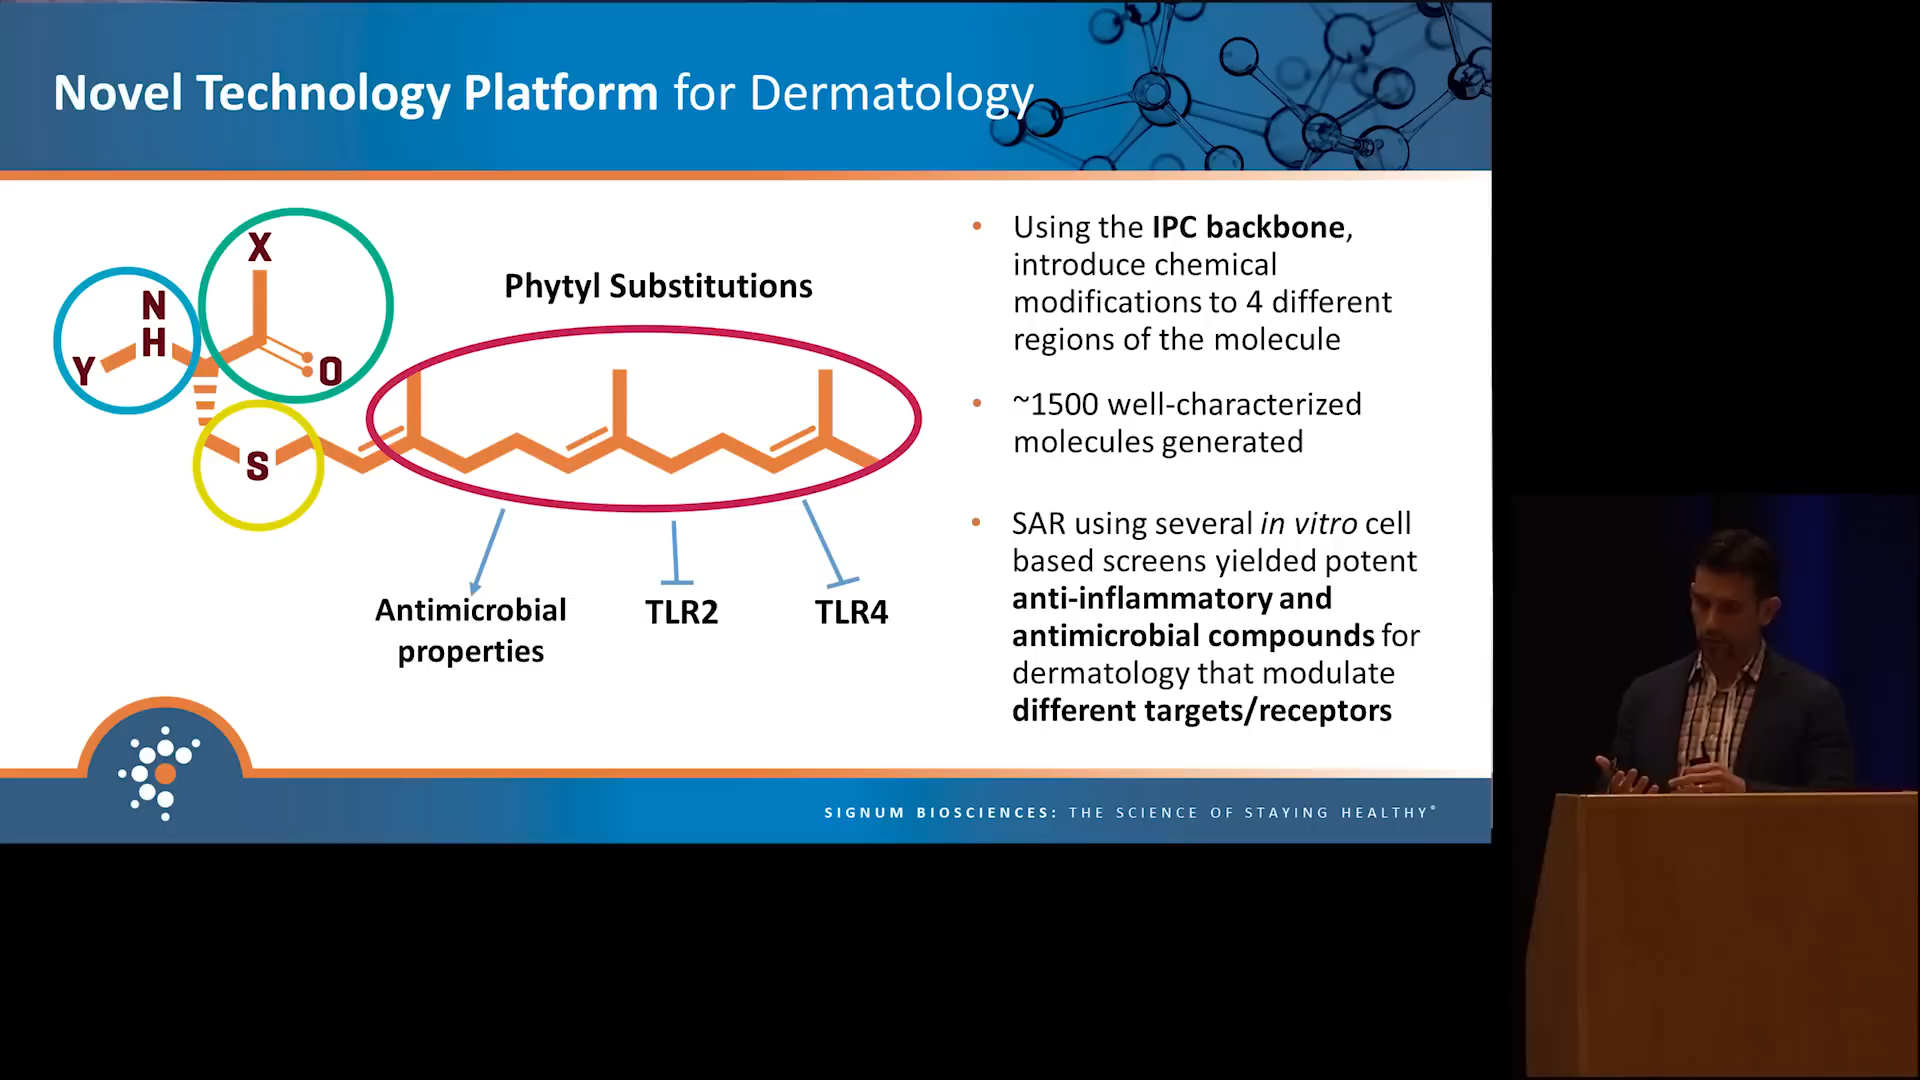 Novel Technology Platform for Dermatology
X
N
H
Y
O
S
Phytyl Substitutions
Antimicrobial
properties
TLR2
TLR4
• Using the IPC backbone,
introduce chemical
modifications to 4 different
regions of the molecule
• ~1500 well-characterized
molecules generated
• SAR using several in vitro cell
based screens yielded potent
anti-inflammatory and
antimicrobial compounds for
dermatology that modulate
different targets/receptors
SIGNUM BIOSCIENCES: THE SCIENCE OF STAYING HEALTHY®